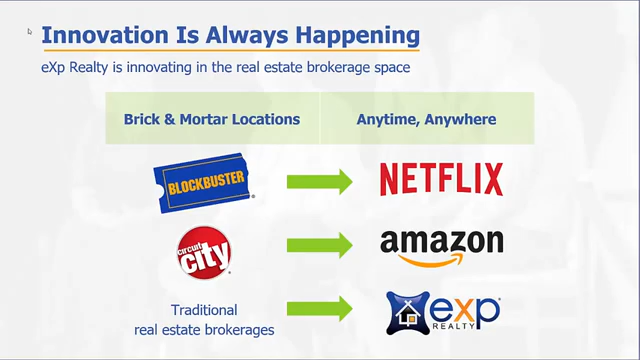 Innovation Is Always Happening
eXp Realty is innovating in the real estate brokerage space
Brick & Mortar Locations
Anytime, Anywhere
BLOCKBUSTER
NETFLIX
circuit
city
amazon
Traditional
real estate brokerages
exp
REALTY